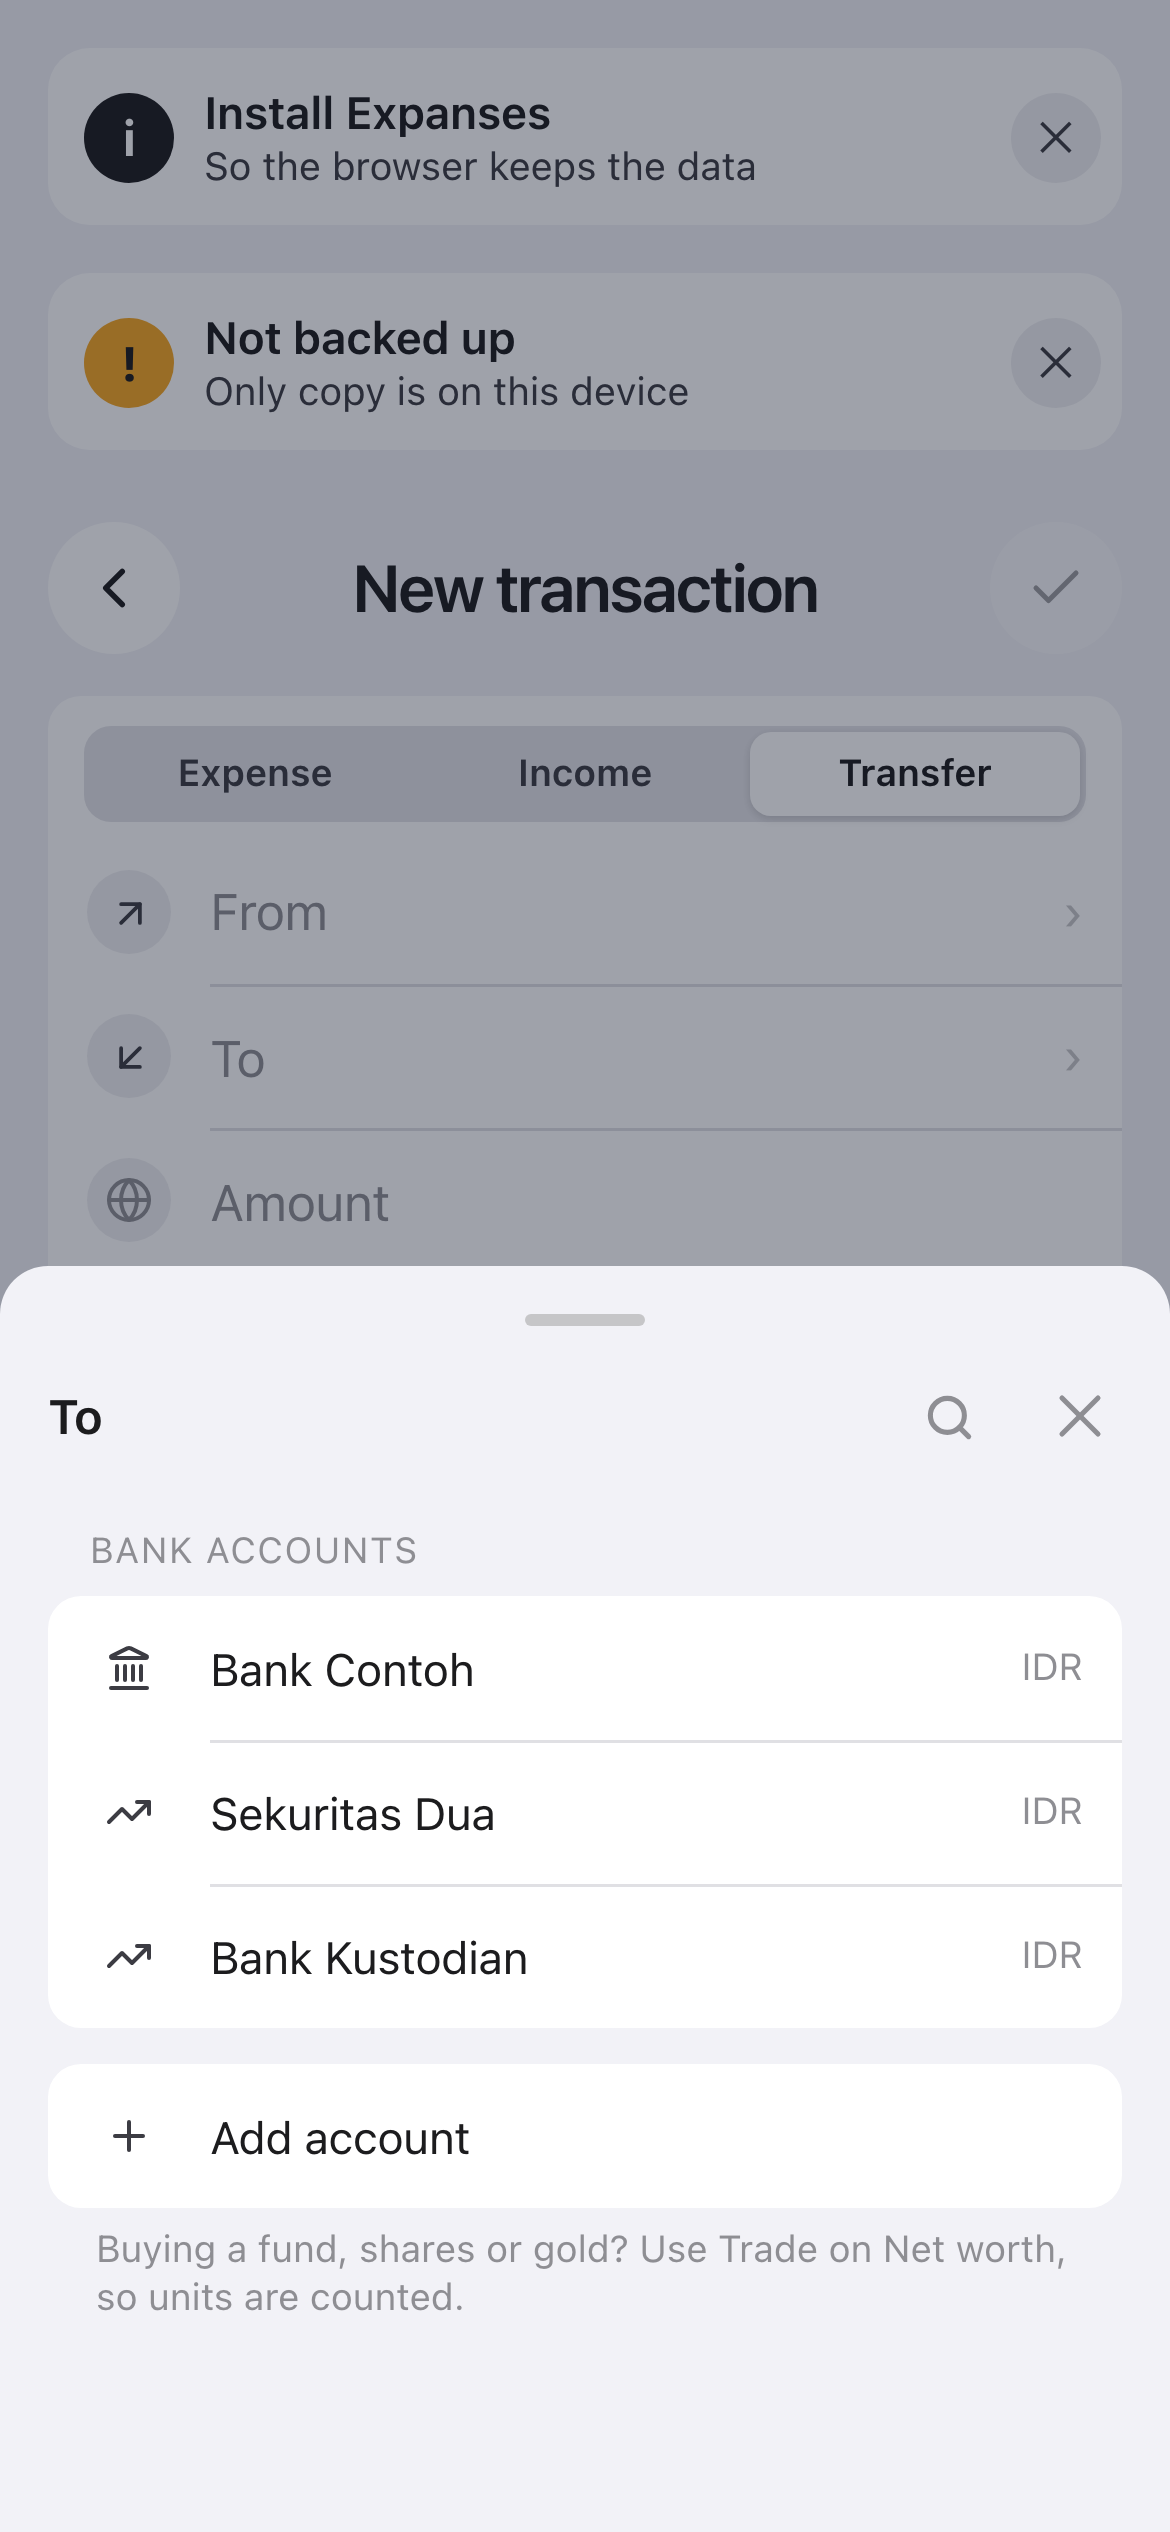 Install Expanses
So the browser keeps the data
Not backed up
Only copy is on this device
New transaction
Expense
Income
Transfer
From
To
Amount
To
BANK ACCOUNTS
Bank Contoh
IDR
Sekuritas Dua
IDR
Bank Kustodian
IDR
Add account
Buying a fund, shares or gold? Use Trade on Net worth,
so units are counted.